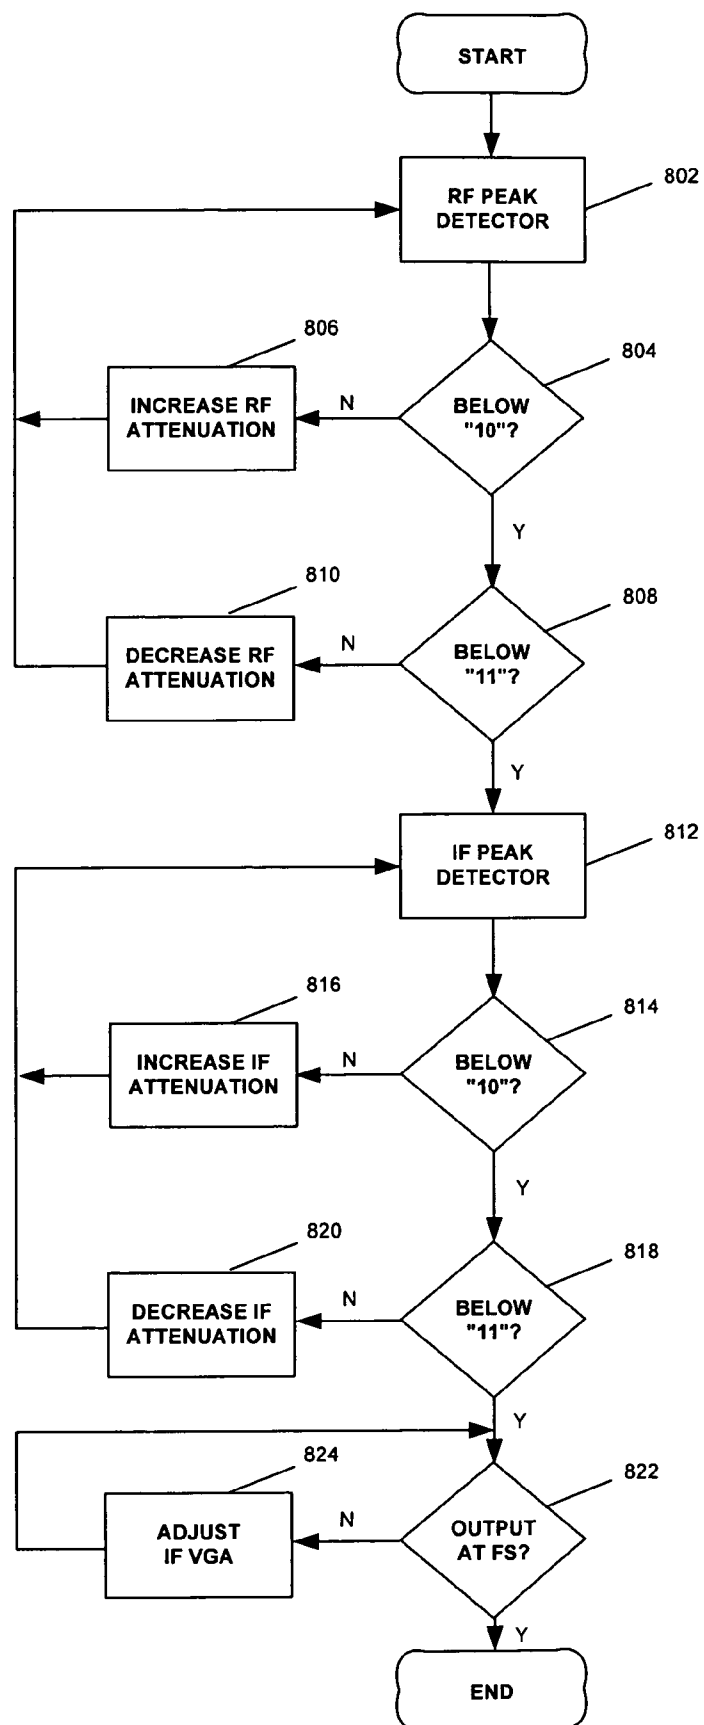 START
RF PEAK
DETECTOR
802
804
BELOW
"10"?
N
806
INCREASE RF
ATTENUATION
Y
808
BELOW
"11"?
N
810
DECREASE RF
ATTENUATION
Y
812
IF PEAK
DETECTOR
814
BELOW
"10"?
N
816
INCREASE IF
ATTENUATION
Y
818
BELOW
"11"?
N
820
DECREASE IF
ATTENUATION
Y
822
OUTPUT
AT FS?
N
824
ADJUST
IF VGA
Y
END